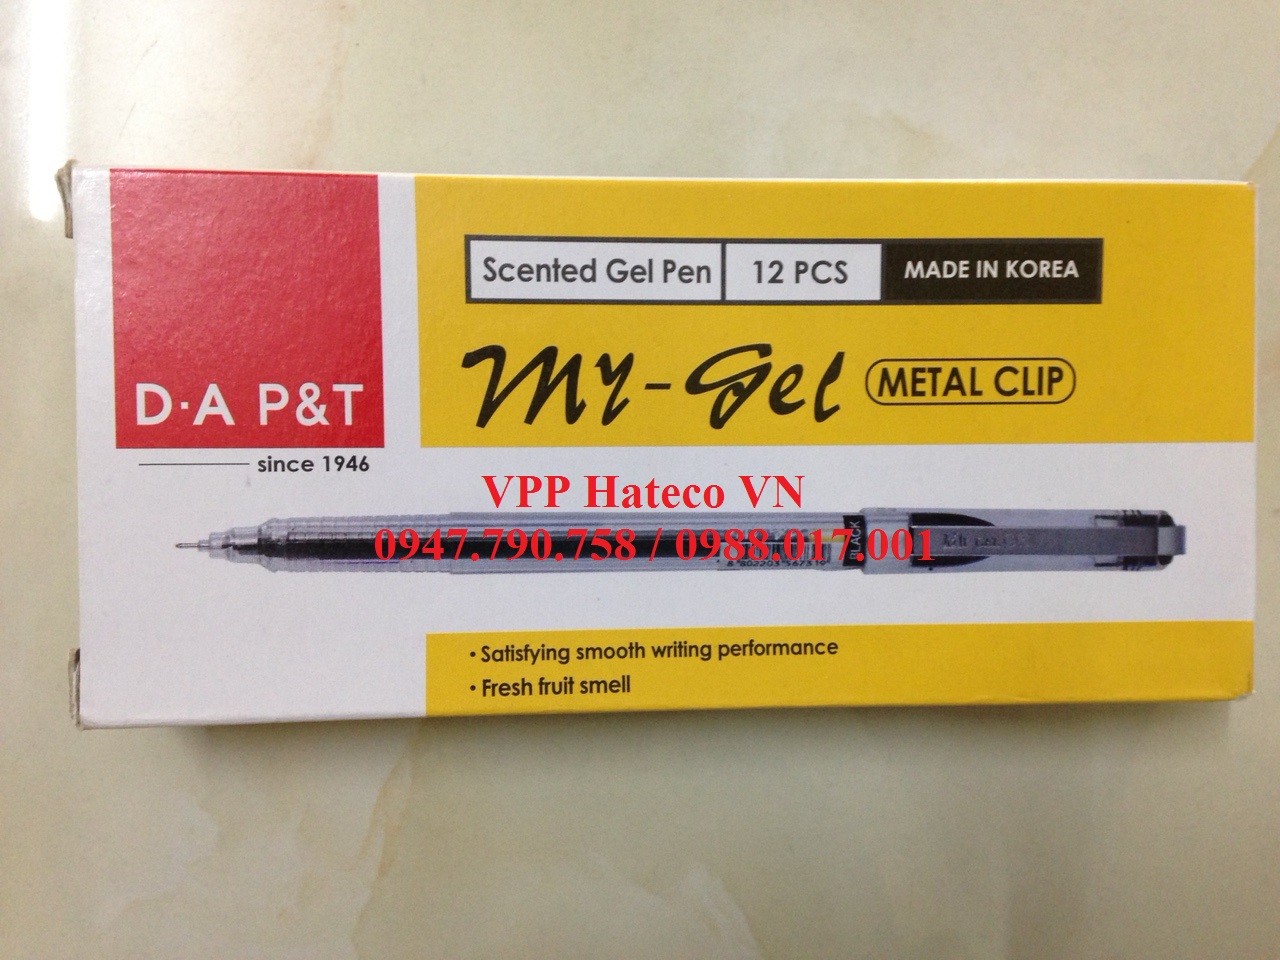 Scented Gel Pen 12 PCS MADE IN KOREA
My-Gel METAL CLIP
D·A P&T
since 1946
VPP Hateco VN
0947.790.758 / 0988.017.001
BLACK
• Satisfying smooth writing performance
• Fresh fruit smell